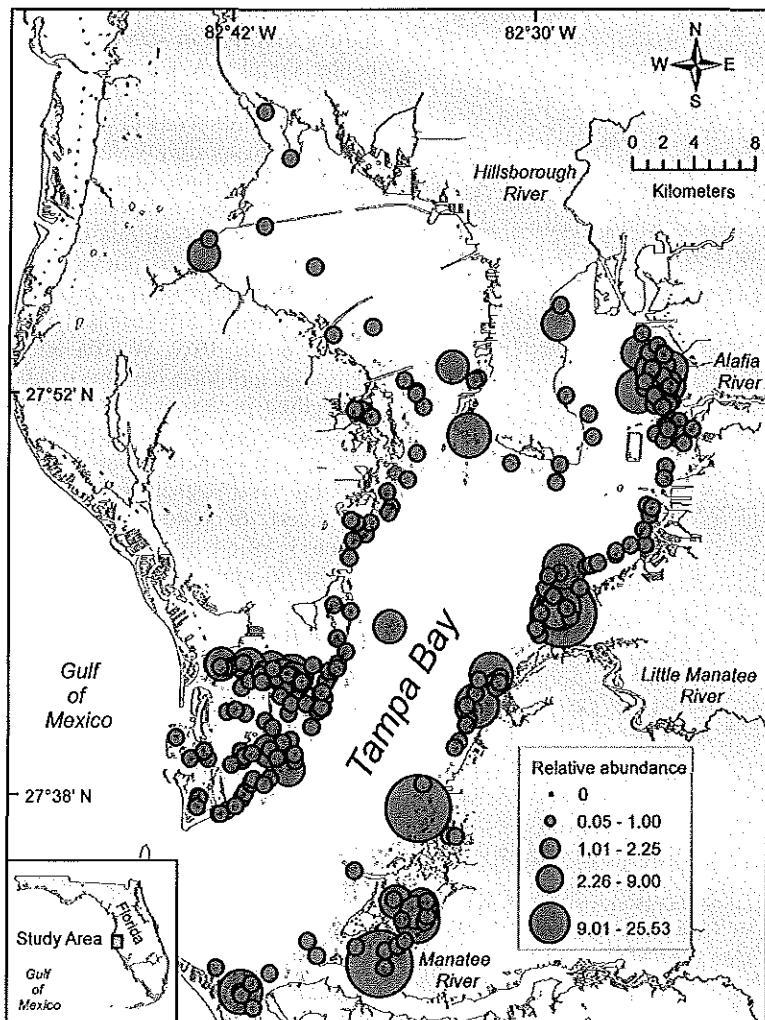 82°42' W
82°30' W
N
W
E
S
0
2
4
8
Kilometers
Hillsborough
River
Alafia
River
27°52' N
Tampa Bay
Gulf
of
Mexico
Little Manatee
River
27°38' N
Relative abundance
0
0.05 - 1.00
1.01 - 2.25
2.26 - 9.00
9.01 - 25.53
Manatee
River
Florida
Study Area
Gulf
of Mexico